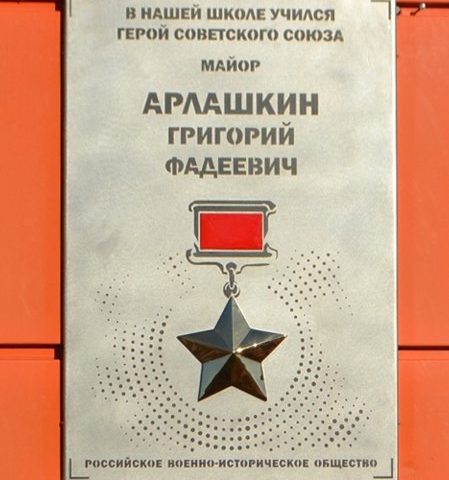 В НАШЕЙ ШКОЛЕ УЧИЛСЯ
ГЕРОЙ СОВЕТСКОГО СОЮЗА
МАЙОР
АРЛАШКИН
ГРИГОРИЙ
ФАДЕЕВИЧ
РОССИЙСКОЕ ВОЕННО-ИСТОРИЧЕСКОЕ ОБЩЕСТВО